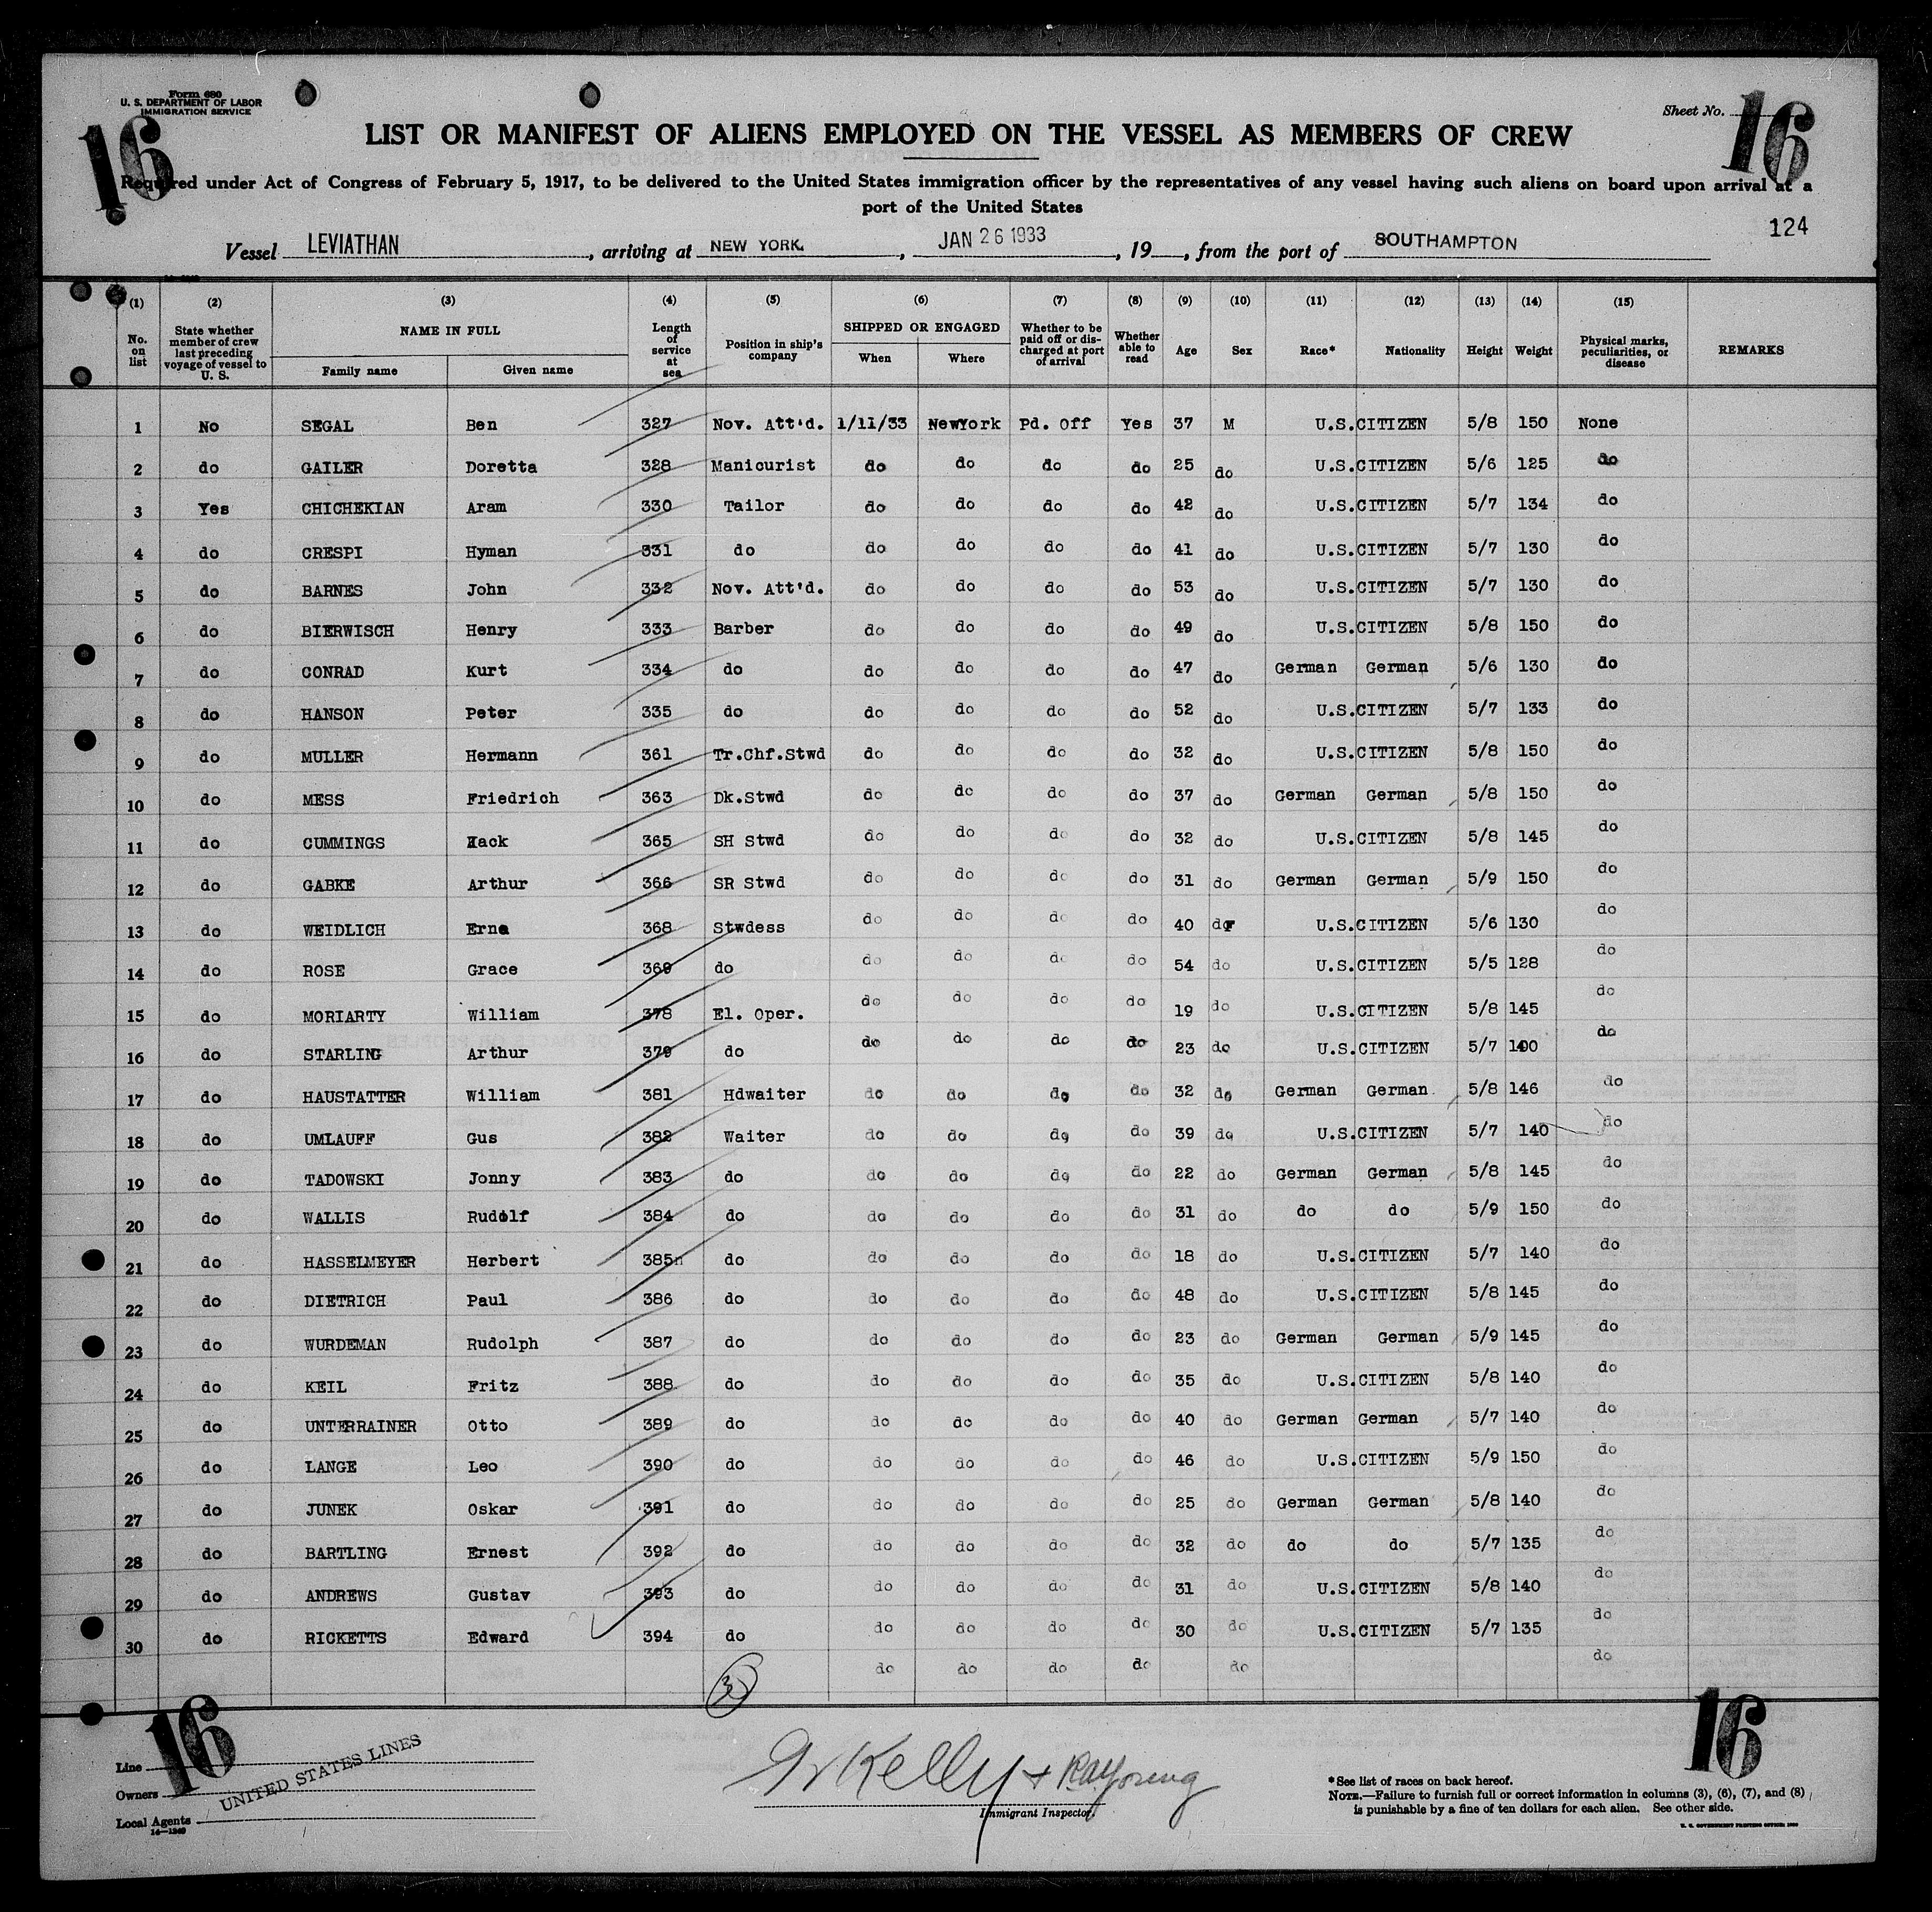 Form 680
U. S. DEPARTMENT OF LABOR
IMMIGRATION SERVICE
16
Sheet No. 16
LIST OR MANIFEST OF ALIENS EMPLOYED ON THE VESSEL AS MEMBERS OF CREW
Required under Act of Congress of February 5, 1917, to be delivered to the United States immigration officer by the representatives of any vessel having such aliens on board upon arrival at a
port of the United States
124
Vessel LEVIATHAN, arriving at NEW YORK, JAN 26 1933, 19, from the port of SOUTHAMPTON
(1) (2) (3) (4) (5) (6) (7) (8) (9) (10) (11) (12) (13) (14) (15)
No. on list State whether member of crew last preceding voyage of vessel to U. S. NAME IN FULL Family name Given name Length of service at sea Position in ship's company SHIPPED OR ENGAGED When Where Whether to be paid off or discharged at port of arrival Whether able to read Age Sex Race* Nationality Height Weight Physical marks, peculiarities, or disease REMARKS
1 No SEGAL Ben 327 Nov. Att'd. 1/11/33 NewYork Pd. Off Yes 37 M U.S.CITIZEN 5/8 150 None
2 do GAILER Doretta 328 Manicurist do do do do 25 do U.S.CITIZEN 5/6 125 do
3 Yes CHICHEKIAN Aram 330 Tailor do do do do 42 do U.S.CITIZEN 5/7 134 do
4 do CRESPI Hyman 331 do do do do do 41 do U.S.CITIZEN 5/7 130 do
5 do BARNES John 332 Nov. Att'd. do do do do 53 do U.S.CITIZEN 5/7 130 do
6 do BIERWISCH Henry 333 Barber do do do do 49 do U.S.CITIZEN 5/8 150 do
7 do CONRAD Kurt 334 do do do do do 47 do German German 5/6 130 do
8 do HANSON Peter 335 do do do do do 52 do U.S.CITIZEN 5/7 133 do
9 do MULLER Hermann 361 Tr.Chf.Stwd do do do do 32 do U.S.CITIZEN 5/8 150 do
10 do MESS Friedrich 363 Dk.Stwd do do do do 37 do German German 5/8 150 do
11 do CUMMINGS Mack 365 SH Stwd do do do do 32 do U.S.CITIZEN 5/8 145 do
12 do GABKE Arthur 366 SR Stwd do do do do 31 do German German 5/9 150 do
13 do WEIDLICH Erna 368 Stwdess do do do do 40 do F U.S.CITIZEN 5/6 130 do
14 do ROSE Grace 369 do do do do do 54 do U.S.CITIZEN 5/5 128 do
15 do MORIARTY William 378 El. Oper. do do do do 19 do U.S.CITIZEN 5/8 145 do
16 do STARLING Arthur 379 do do do do do 23 do U.S.CITIZEN 5/7 190 do
17 do HAUSTATTER William 381 Hdwaiter do do do do 32 do German German 5/8 146 do
18 do UMLAUFF Gus 382 Waiter do do do do 39 do U.S.CITIZEN 5/7 140 do
19 do TADOWSKI Jonny 383 do do do do do 22 do German German 5/8 145 do
20 do WALLIS Rudolf 384 do do do do do 31 do do do 5/9 150 do
21 do HASSELMEYER Herbert 385 do do do do do 18 do U.S.CITIZEN 5/7 140 do
22 do DIETRICH Paul 386 do do do do do 48 do U.S.CITIZEN 5/8 145 do
23 do WURDEMAN Rudolph 387 do do do do do 23 do German German 5/9 145 do
24 do KEIL Fritz 388 do do do do do 35 do U.S.CITIZEN 5/8 140 do
25 do UNTERRAINER Otto 389 do do do do do 40 do German German 5/7 140 do
26 do LANGE Leo 390 do do do do do 46 do U.S.CITIZEN 5/9 150 do
27 do JUNEK Oskar 391 do do do do do 25 do German German 5/8 140 do
28 do BARTLING Ernest 392 do do do do do 32 do do do 5/7 135 do
29 do ANDREWS Gustav 393 do do do do do 31 do U.S.CITIZEN 5/8 140 do
30 do RICKETTS Edward 394 do do do do do 30 do U.S.CITIZEN 5/7 135 do
do do do do do do
3
16
16
Line
Owners UNITED STATES LINES
Local Agents
14—1240
Kelly + Young
Immigrant Inspector.
*See list of races on back hereof.
NOTE.—Failure to furnish full or correct information in columns (3), (6), (7), and (8)
is punishable by a fine of ten dollars for each alien. See other side.
U. S. GOVERNMENT PRINTING OFFICE